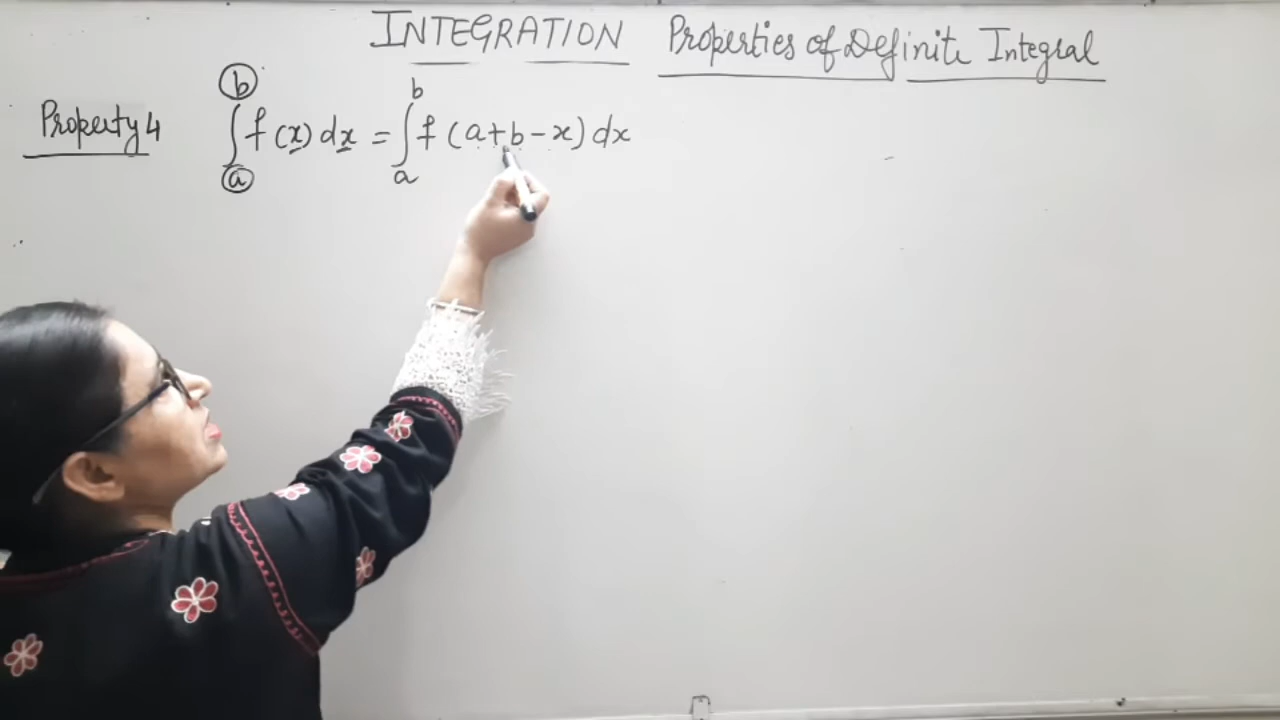 INTEGRATION Properties of Definite Integral
Property 4 ∫ₐᵇ f (x) dx = ∫ₐᵇ f (a+b-x) dx